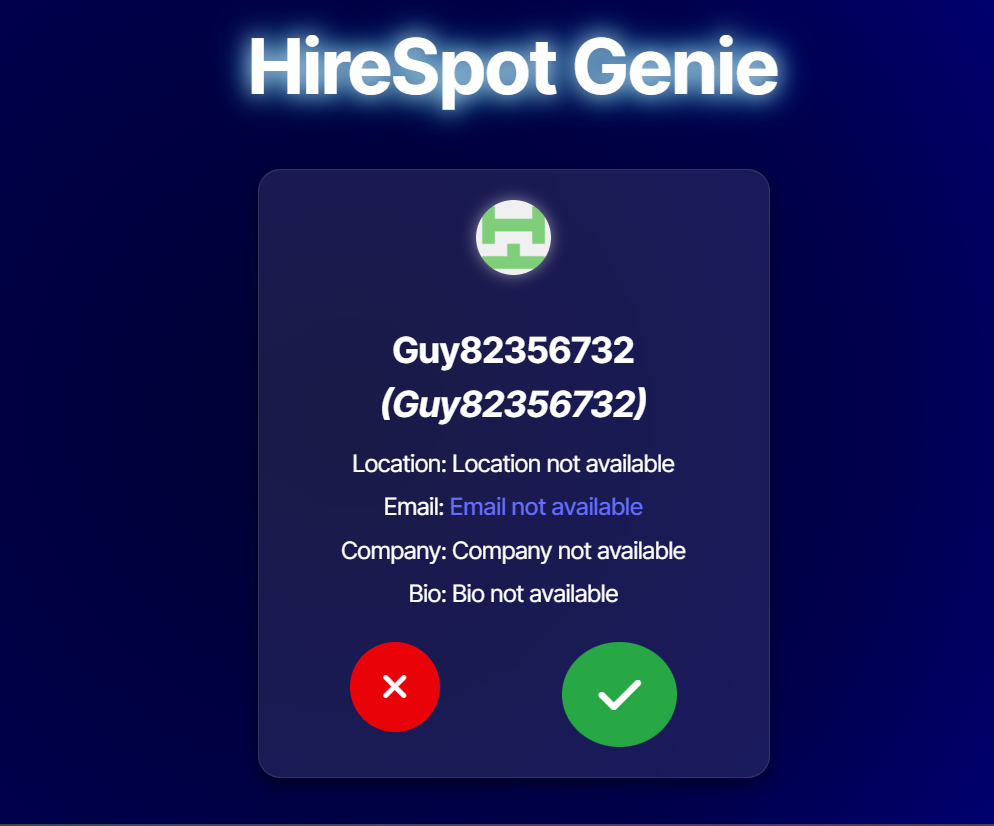 HireSpot Genie
Guy82356732
(Guy82356732)
Location: Location not available
Email: Email not available
Company: Company not available
Bio: Bio not available